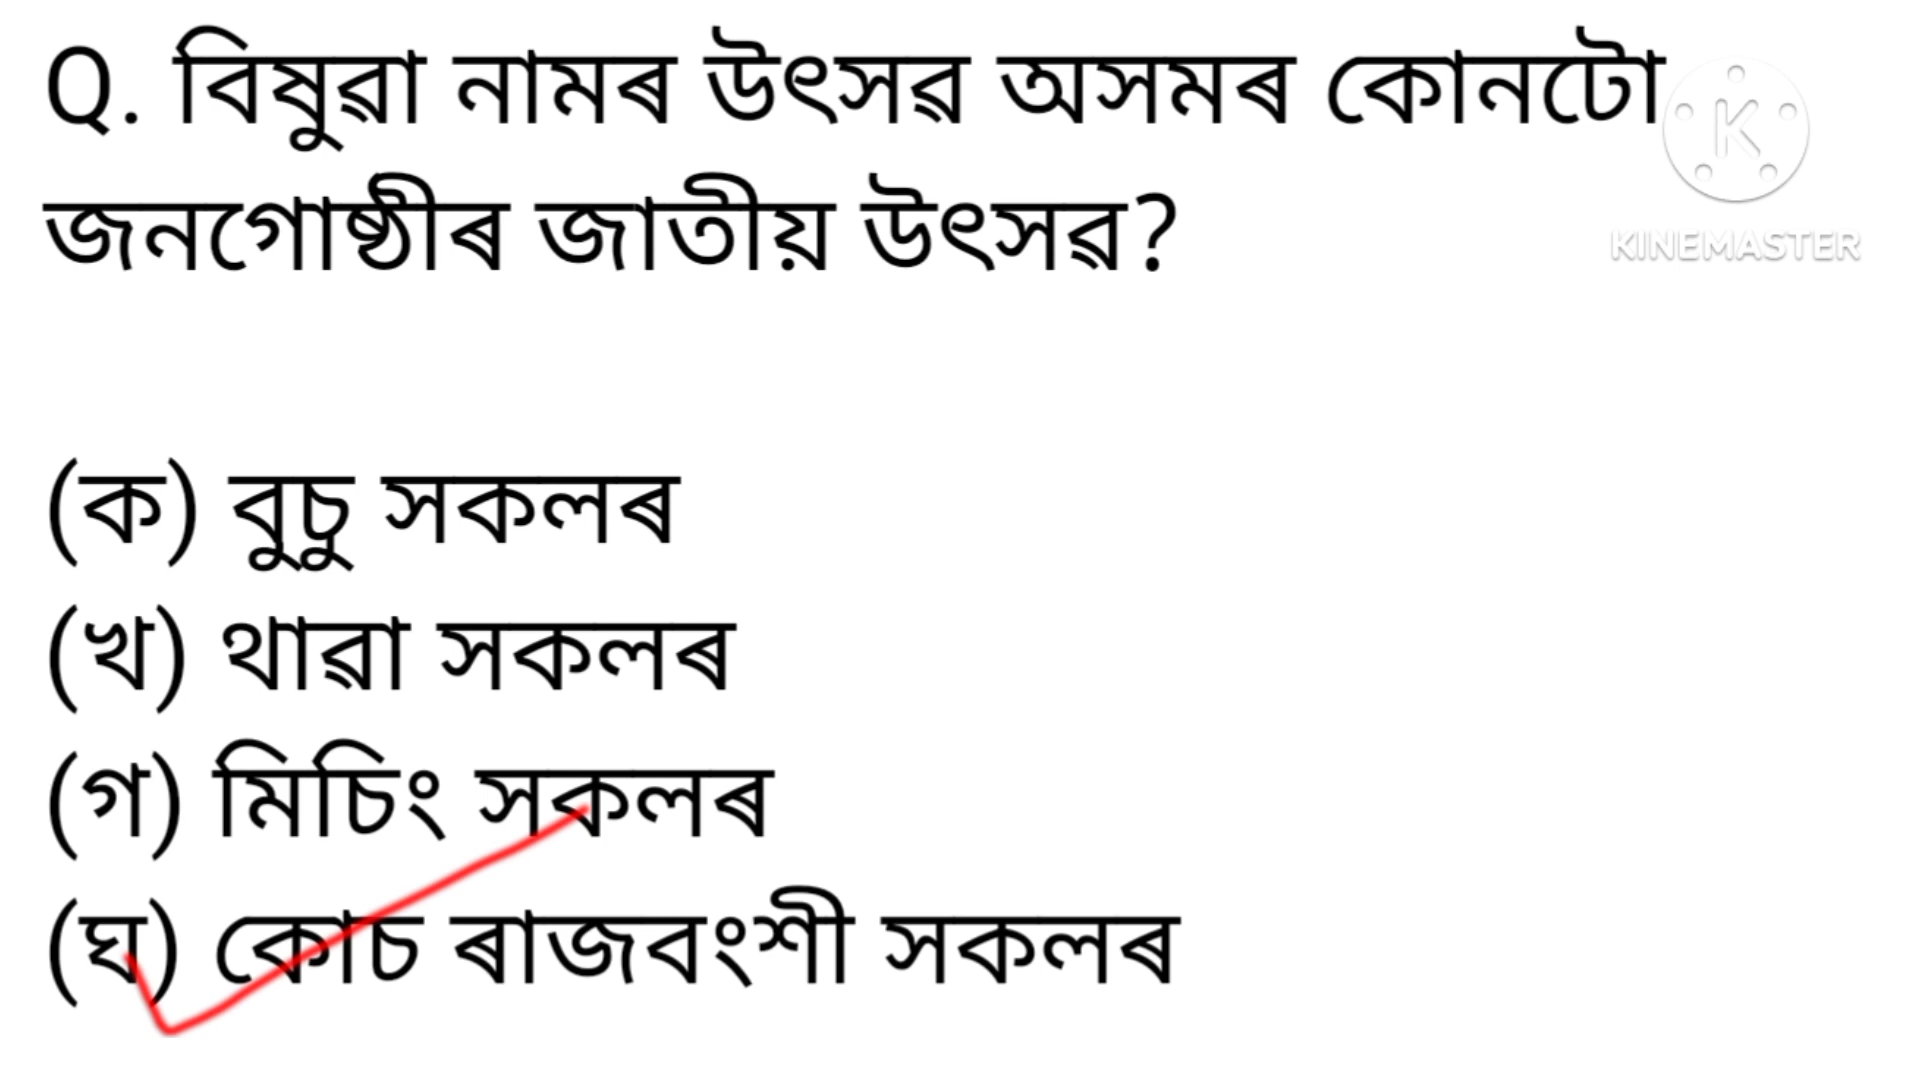 Q. বিষুৱা নামৰ উৎসৱ অসমৰ কোনটো
জনগোষ্ঠীৰ জাতীয় উৎসৱ?
K
KINEMASTER
(ক) বুচু সকলৰ
(খ) থাৱা সকলৰ
(গ) মিচিং সকলৰ
(ঘ) কোচ ৰাজবংশী সকলৰ